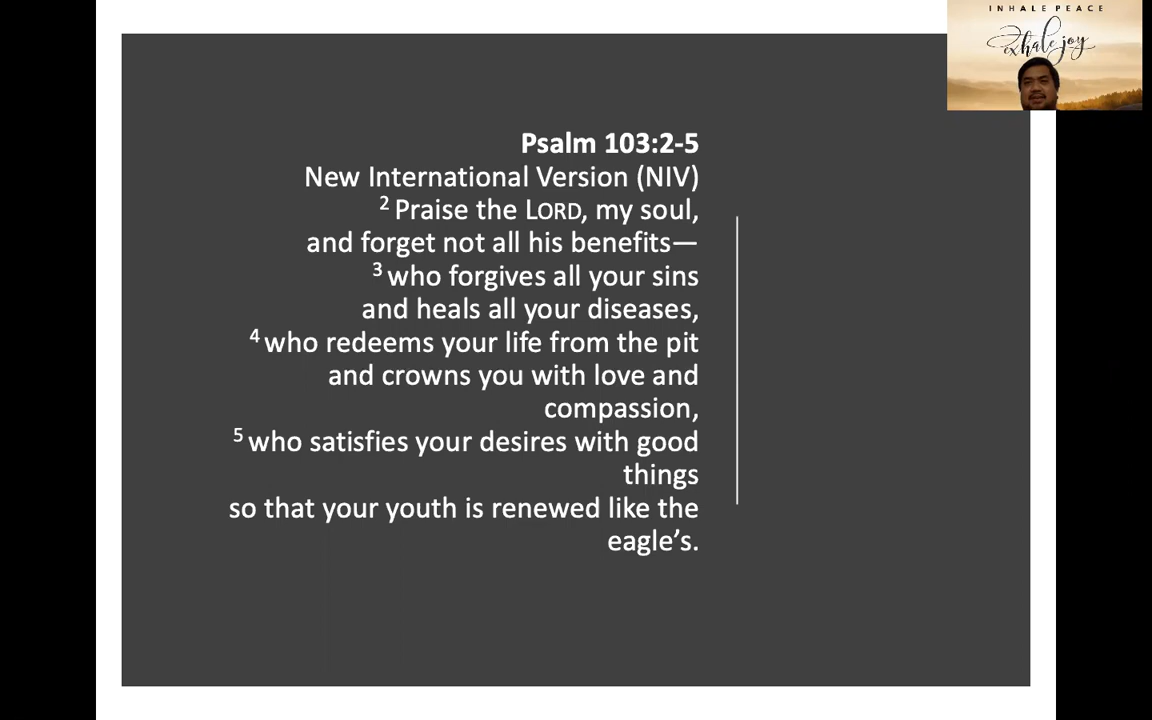 INHALE PEACE
exhale joy
Psalm 103:2-5
New International Version (NIV)
2 Praise the LORD, my soul,
and forget not all his benefits—
3 who forgives all your sins
and heals all your diseases,
4 who redeems your life from the pit
and crowns you with love and
compassion,
5 who satisfies your desires with good
things
so that your youth is renewed like the
eagle’s.